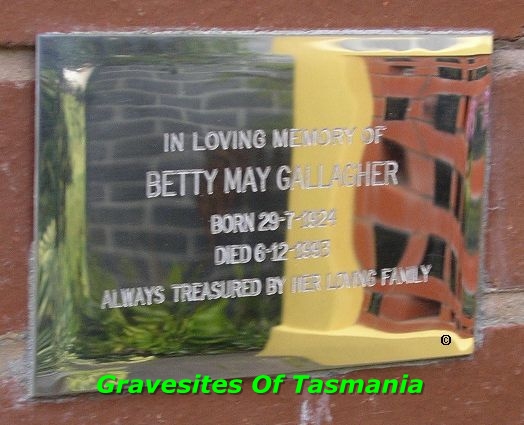 IN LOVING MEMORY OF
BETTY MAY GALLAGHER
BORN 29-7-1924
DIED 6-12-1993
ALWAYS TREASURED BY HER LOVING FAMILY
©
Gravesites Of Tasmania